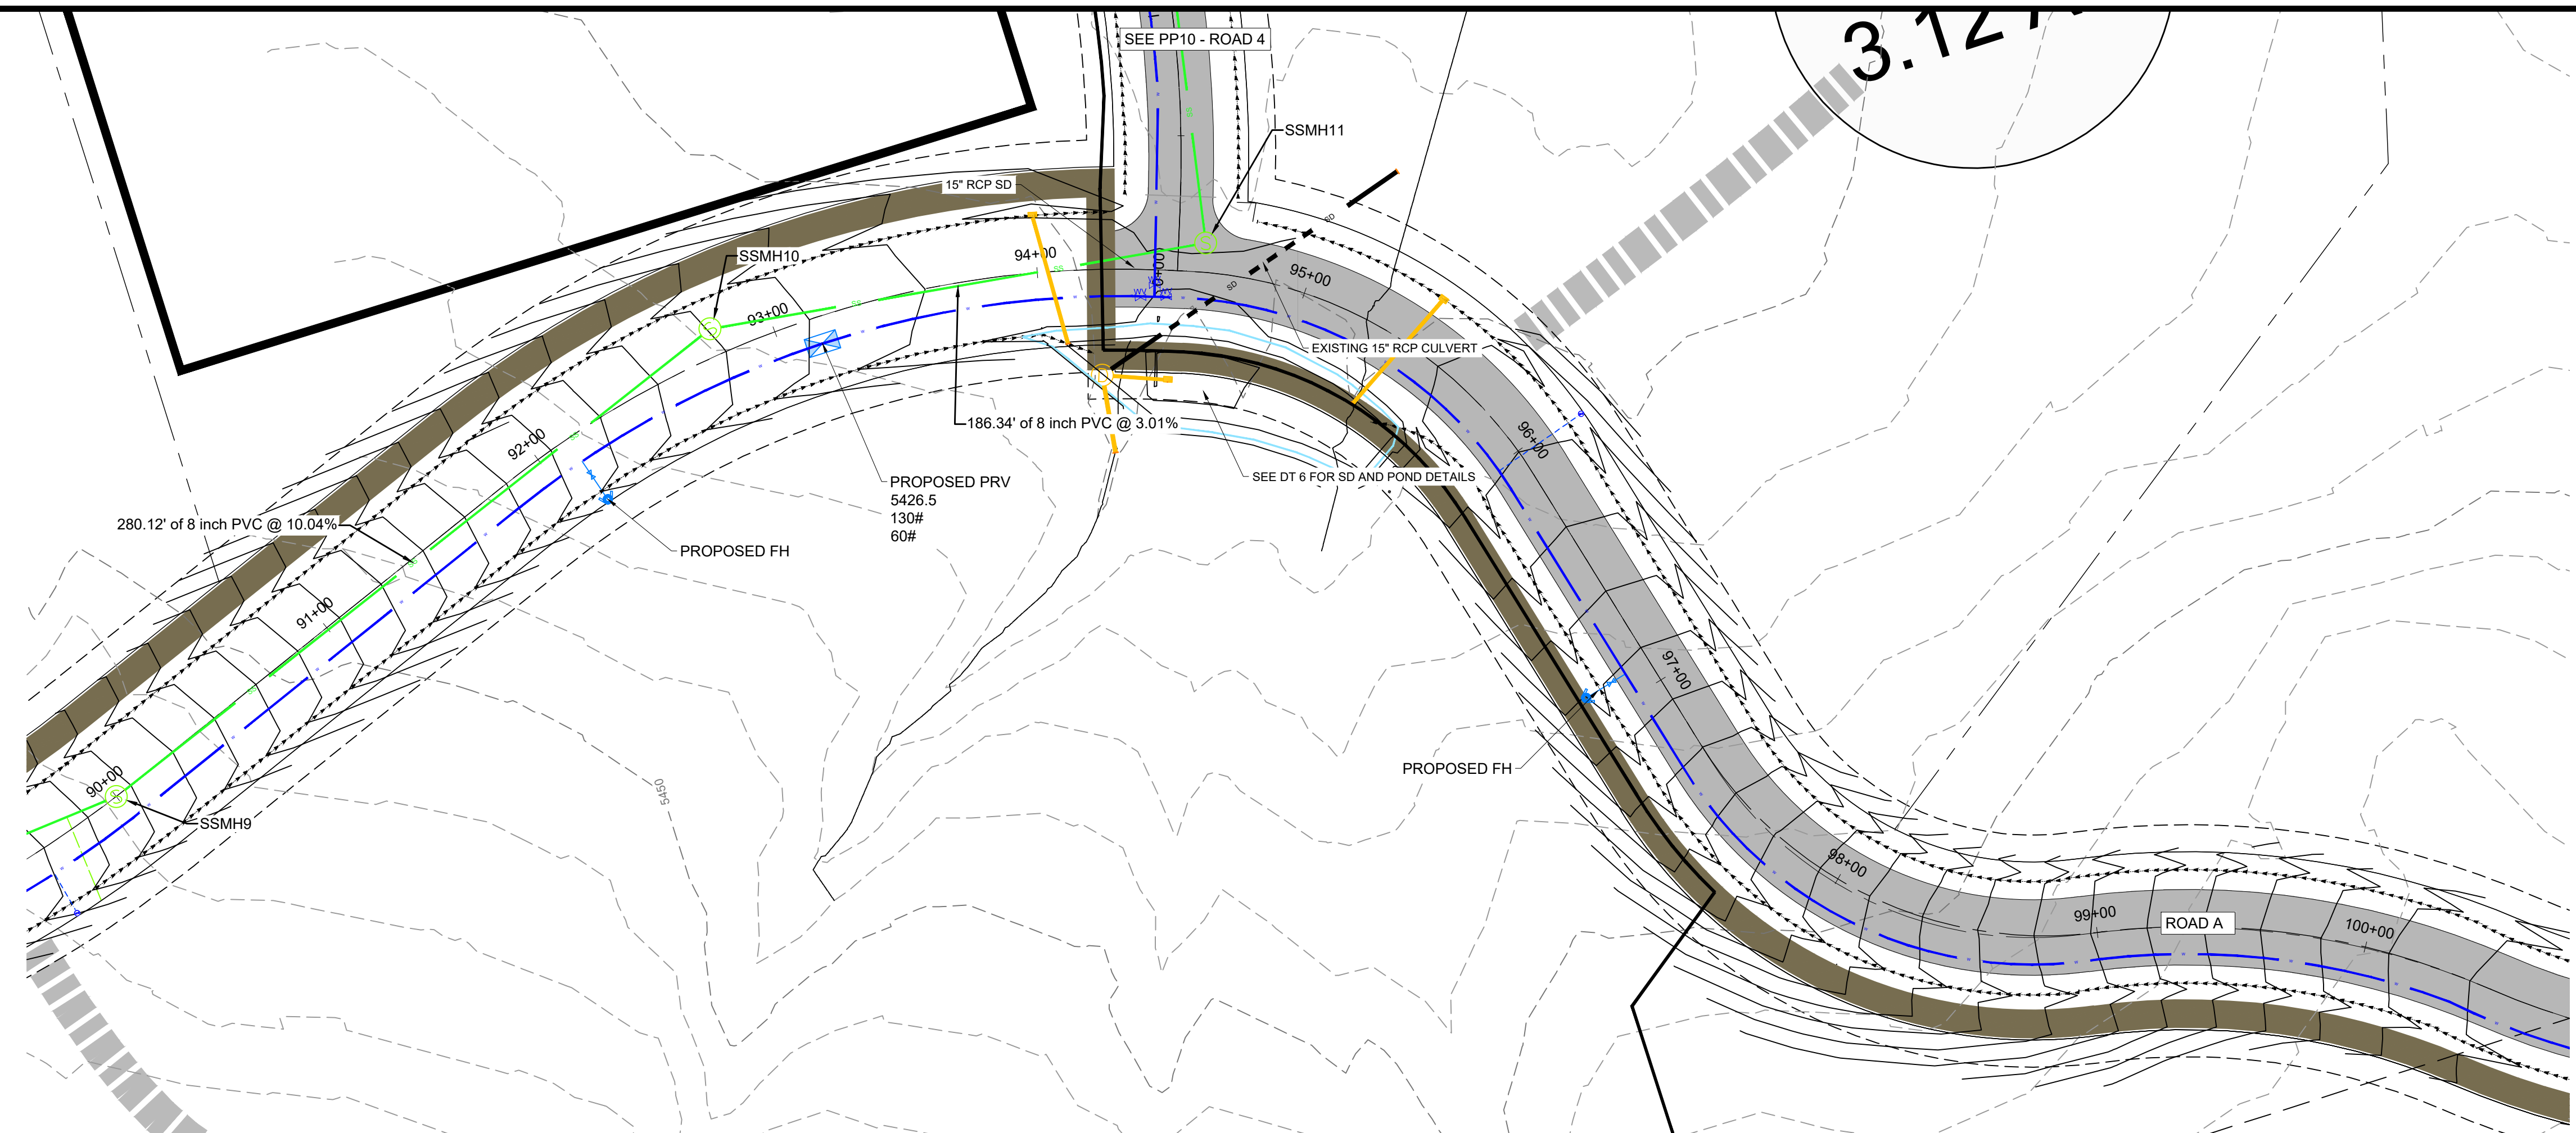 SEE PP10 - ROAD 4
3.12
SSMH11
15" RCP SD
SD
94+00
SSMH10
95+00
SD
93+00
EXISTING 15" RCP CULVERT
186.34' of 8 inch PVC @ 3.01%
92+00
96+00
SEE DT 6 FOR SD AND POND DETAILS
PROPOSED PRV
5426.5
130#
60#
280.12' of 8 inch PVC @ 10.04%
PROPOSED FH
91+00
97+00
PROPOSED FH
90+00
5450
SSMH9
98+00
99+00
ROAD A
100+00